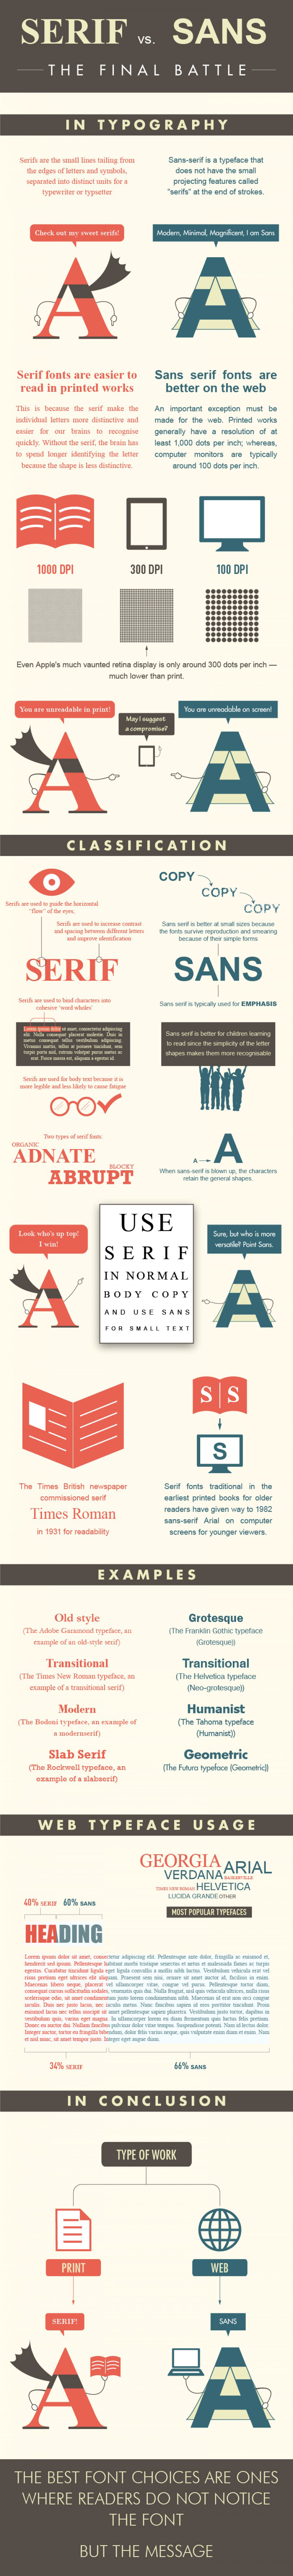 SERIF vs. SANS
THE FINAL BATTLE
IN TYPOGRAPHY
Serifs are the small lines tailing from
the edges of letters and symbols,
separated into distinct units for a
typewriter or typsetter
Sans-serif is a typeface that
does not have the small
projecting features called
"serifs" at the end of strokes.
Check out my sweet serifs!
Modern, Minimal, Magnificent, I am Sans
Serif fonts are easier to
read in printed works
Sans serif fonts are
better on the web
This is because the serif make the
individual letters more distinctive and
easier for our brains to recognise
quickly. Without the serif, the brain has
to spend longer identifying the letter
because the shape is less distinctive.
An important exception must be
made for the web. Printed works
generally have a resolution of at
least 1,000 dots per inch; whereas,
computer monitors are typically
around 100 dots per inch.
1000 DPI
300 DPI
100 DPI
Even Apple's much vaunted retina display is only around 300 dots per inch —
much lower than print.
You are unreadable in print!
May I suggest
a compromise?
You are unreadable on screen!
CLASSIFICATION
Serifs are used to guide the horizontal
"flow" of the eyes.
Serifs are used to increase contrast
and spacing between different letters
and improve identification
SERIF
Serifs are used to bind characters into
cohesive 'word wholes'
Lorem ipsum dolor sit amet, consectetur adipiscing
Serifs are used for body text because it is
more legible and less likely to cause fatigue
Two types of serif fonts:
ORGANIC
ADNATE
BLOCKY
ABRUPT
COPY
COPY
COPY
Sans serif is better at small sizes because
the fonts survive reproduction and smearing
because of their simple forms
SANS
Sans serif is typically used for EMPHASIS
Sans serif is better for children learning
to read since the simplicity of the letter
shapes makes them more recognisable
A
A
When sans-serif is blown up, the characters
retain the general shapes.
Look who's up top!
I win!
USE
SERIF
IN NORMAL
BODY COPY
AND USE SANS
FOR SMALL TEXT
Sure, but who is more
versatile? Point Sans.
The Times British newspaper
commissioned serif
Times Roman
in 1931 for readability
S S
S
Serif fonts traditional in the
earliest printed books for older
readers have given way to 1982
sans-serif Arial on computer
screens for younger viewers.
EXAMPLES
Old style
(The Adobe Garamond typeface, an
example of an old-style serif)
Transitional
(The Times New Roman typeface, an
example of a transitional serif)
Modern
(The Bodoni typeface, an example of
a modernserif)
Slab Serif
(The Rockwell typeface, an
example of a slabserif)
Grotesque
(The Franklin Gothic typeface
(Grotesque))
Transitional
(The Helvetica typeface
(Neo-grotesque))
Humanist
(The Tahoma typeface
(Humanist))
Geometric
(The Futura typeface (Geometric))
WEB TYPEFACE USAGE
GEORGIA
VERDANA ARIAL
BASKERVILLE
TIMES NEW ROMAN HELVETICA
LUCIDA GRANDE OTHER
MOST POPULAR TYPEFACES
40% SERIF 60% SANS
HEADING
34% SERIF
66% SANS
IN CONCLUSION
TYPE OF WORK
PRINT
WEB
SERIF!
SANS
THE BEST FONT CHOICES ARE ONES
WHERE READERS DO NOT NOTICE
THE FONT
BUT THE MESSAGE